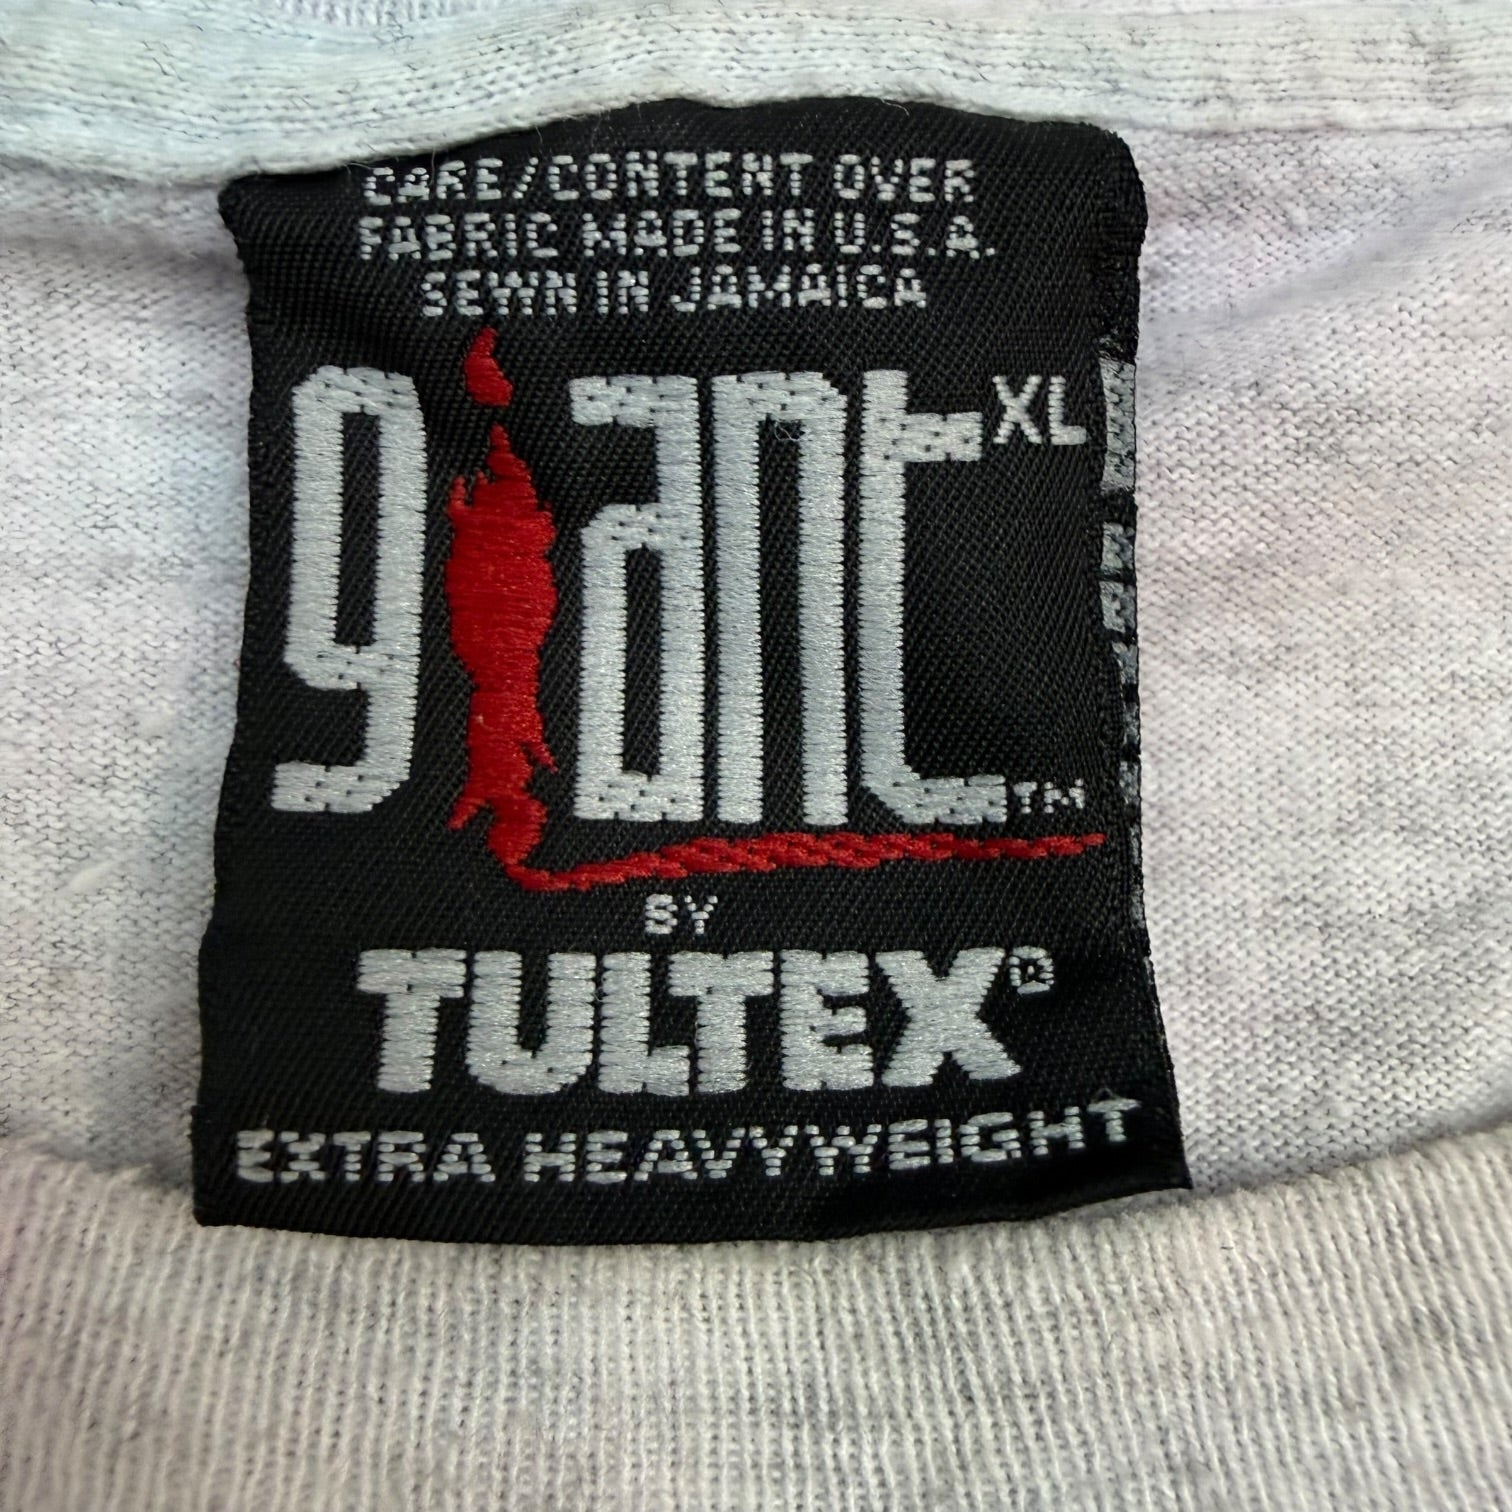 CARE/CONTENT OVER
FABRIC MADE IN U.S.A.
SEWN IN JAMAICA
giant XL
TM
BY
TULTEX®
EXTRA HEAVYWEIGHT